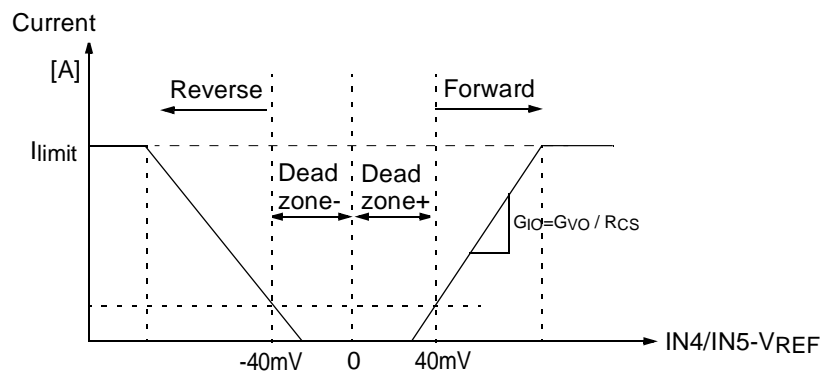 Current
[A]
Reverse
Forward
Ilimit
Dead
zone-
Dead
zone+
GIO=GVO / RCS
-40mV
0
40mV
IN4/IN5-VREF